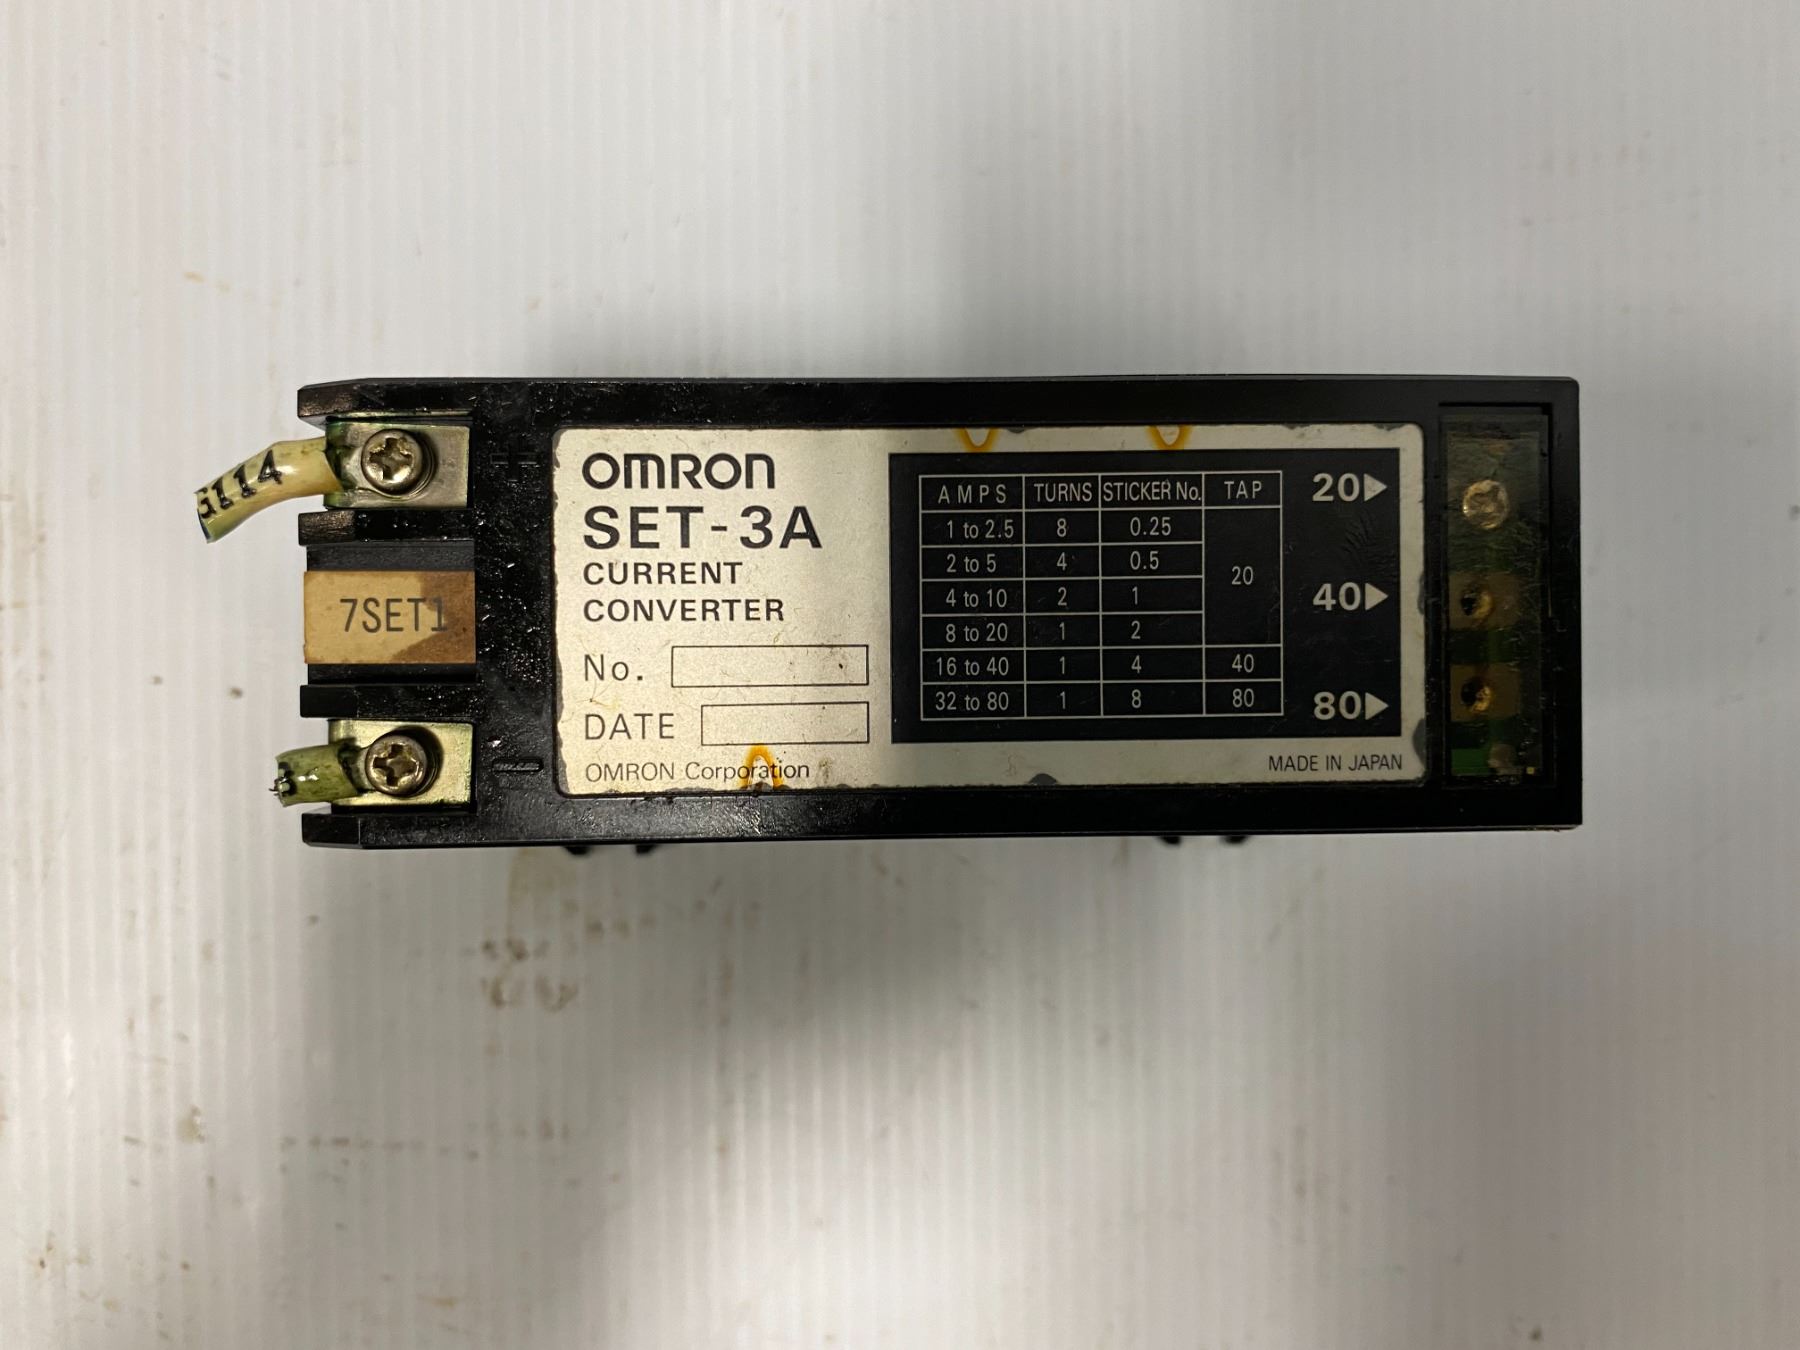 OMRON
SET-3A
CURRENT
CONVERTER
No.
DATE
OMRON Corporation
AMPS TURNS STICKER No. TAP
1 to 2.5 8 0.25
2 to 5 4 0.5
20
4 to 10 2 1
8 to 20 1 2
16 to 40 1 4 40
32 to 80 1 8 80
20
40
80
MADE IN JAPAN
7SET1
G114
+
-